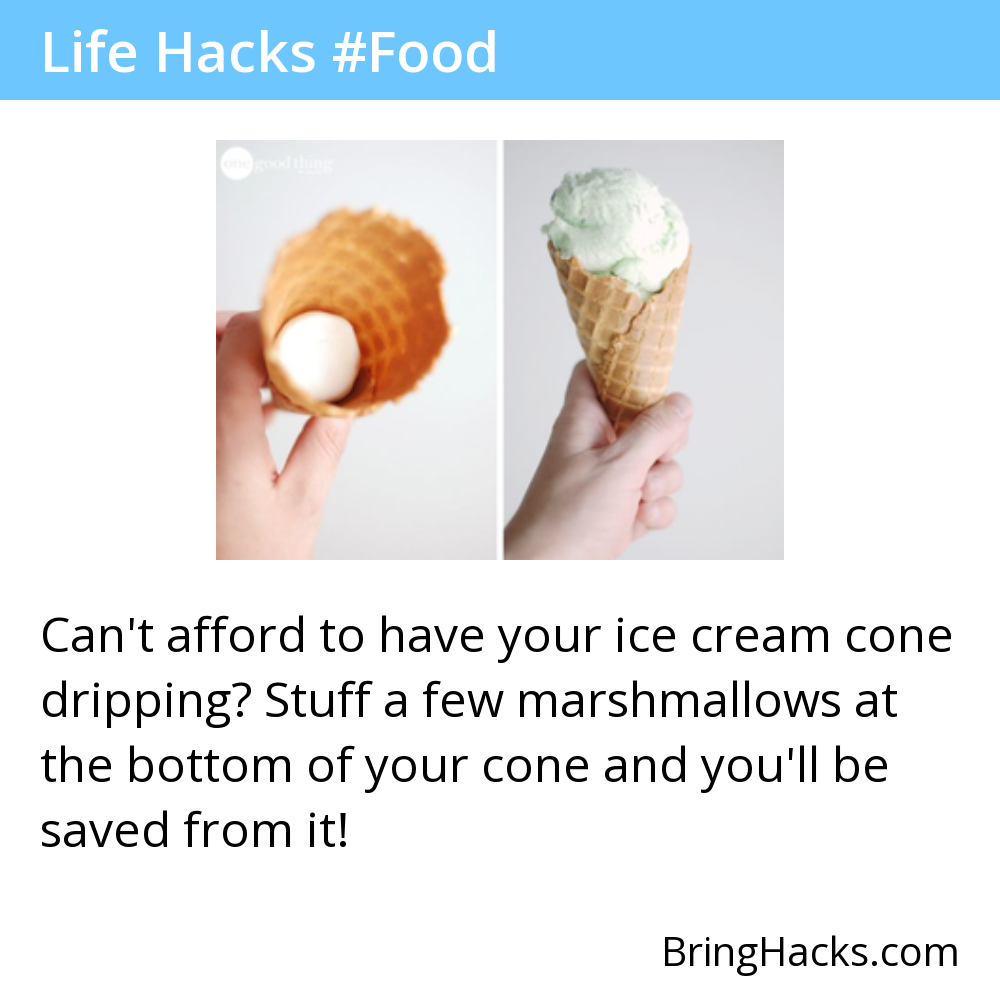 Life Hacks #Food
one good thing
Can't afford to have your ice cream cone
dripping? Stuff a few marshmallows at
the bottom of your cone and you'll be
saved from it!
BringHacks.com